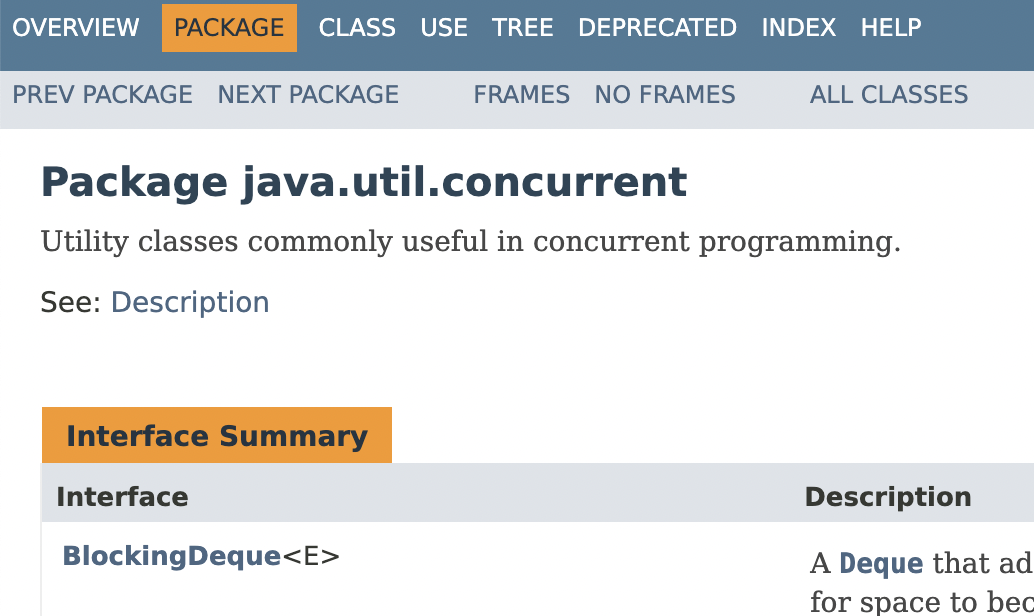 OVERVIEW PACKAGE CLASS USE TREE DEPRECATED INDEX HELP
PREV PACKAGE NEXT PACKAGE FRAMES NO FRAMES ALL CLASSES
Package java.util.concurrent
Utility classes commonly useful in concurrent programming.
See: Description
Interface Summary
Interface Description
BlockingDeque<E> A Deque that ad
for space to bec